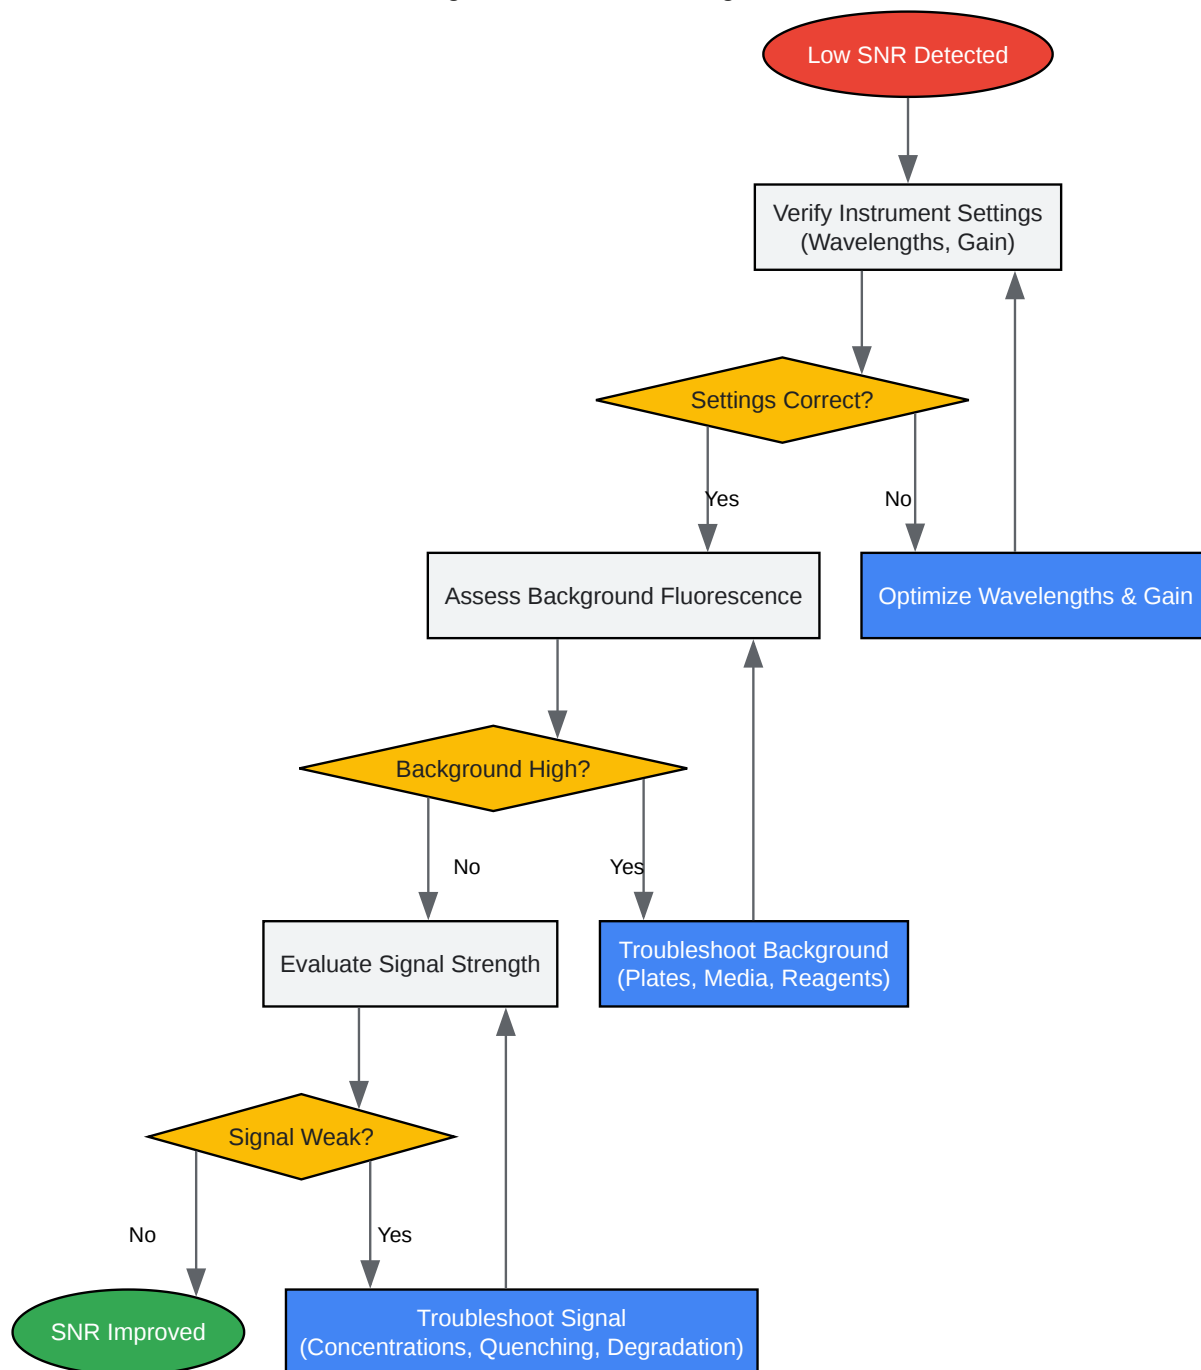 Low SNR Detected
Verify Instrument Settings
(Wavelengths, Gain)
Settings Correct?
Yes
No
Assess Background Fluorescence
Optimize Wavelengths & Gain
Background High?
No
Yes
Evaluate Signal Strength
Troubleshoot Background
(Plates, Media, Reagents)
Signal Weak?
No
Yes
SNR Improved
Troubleshoot Signal
(Concentrations, Quenching, Degradation)